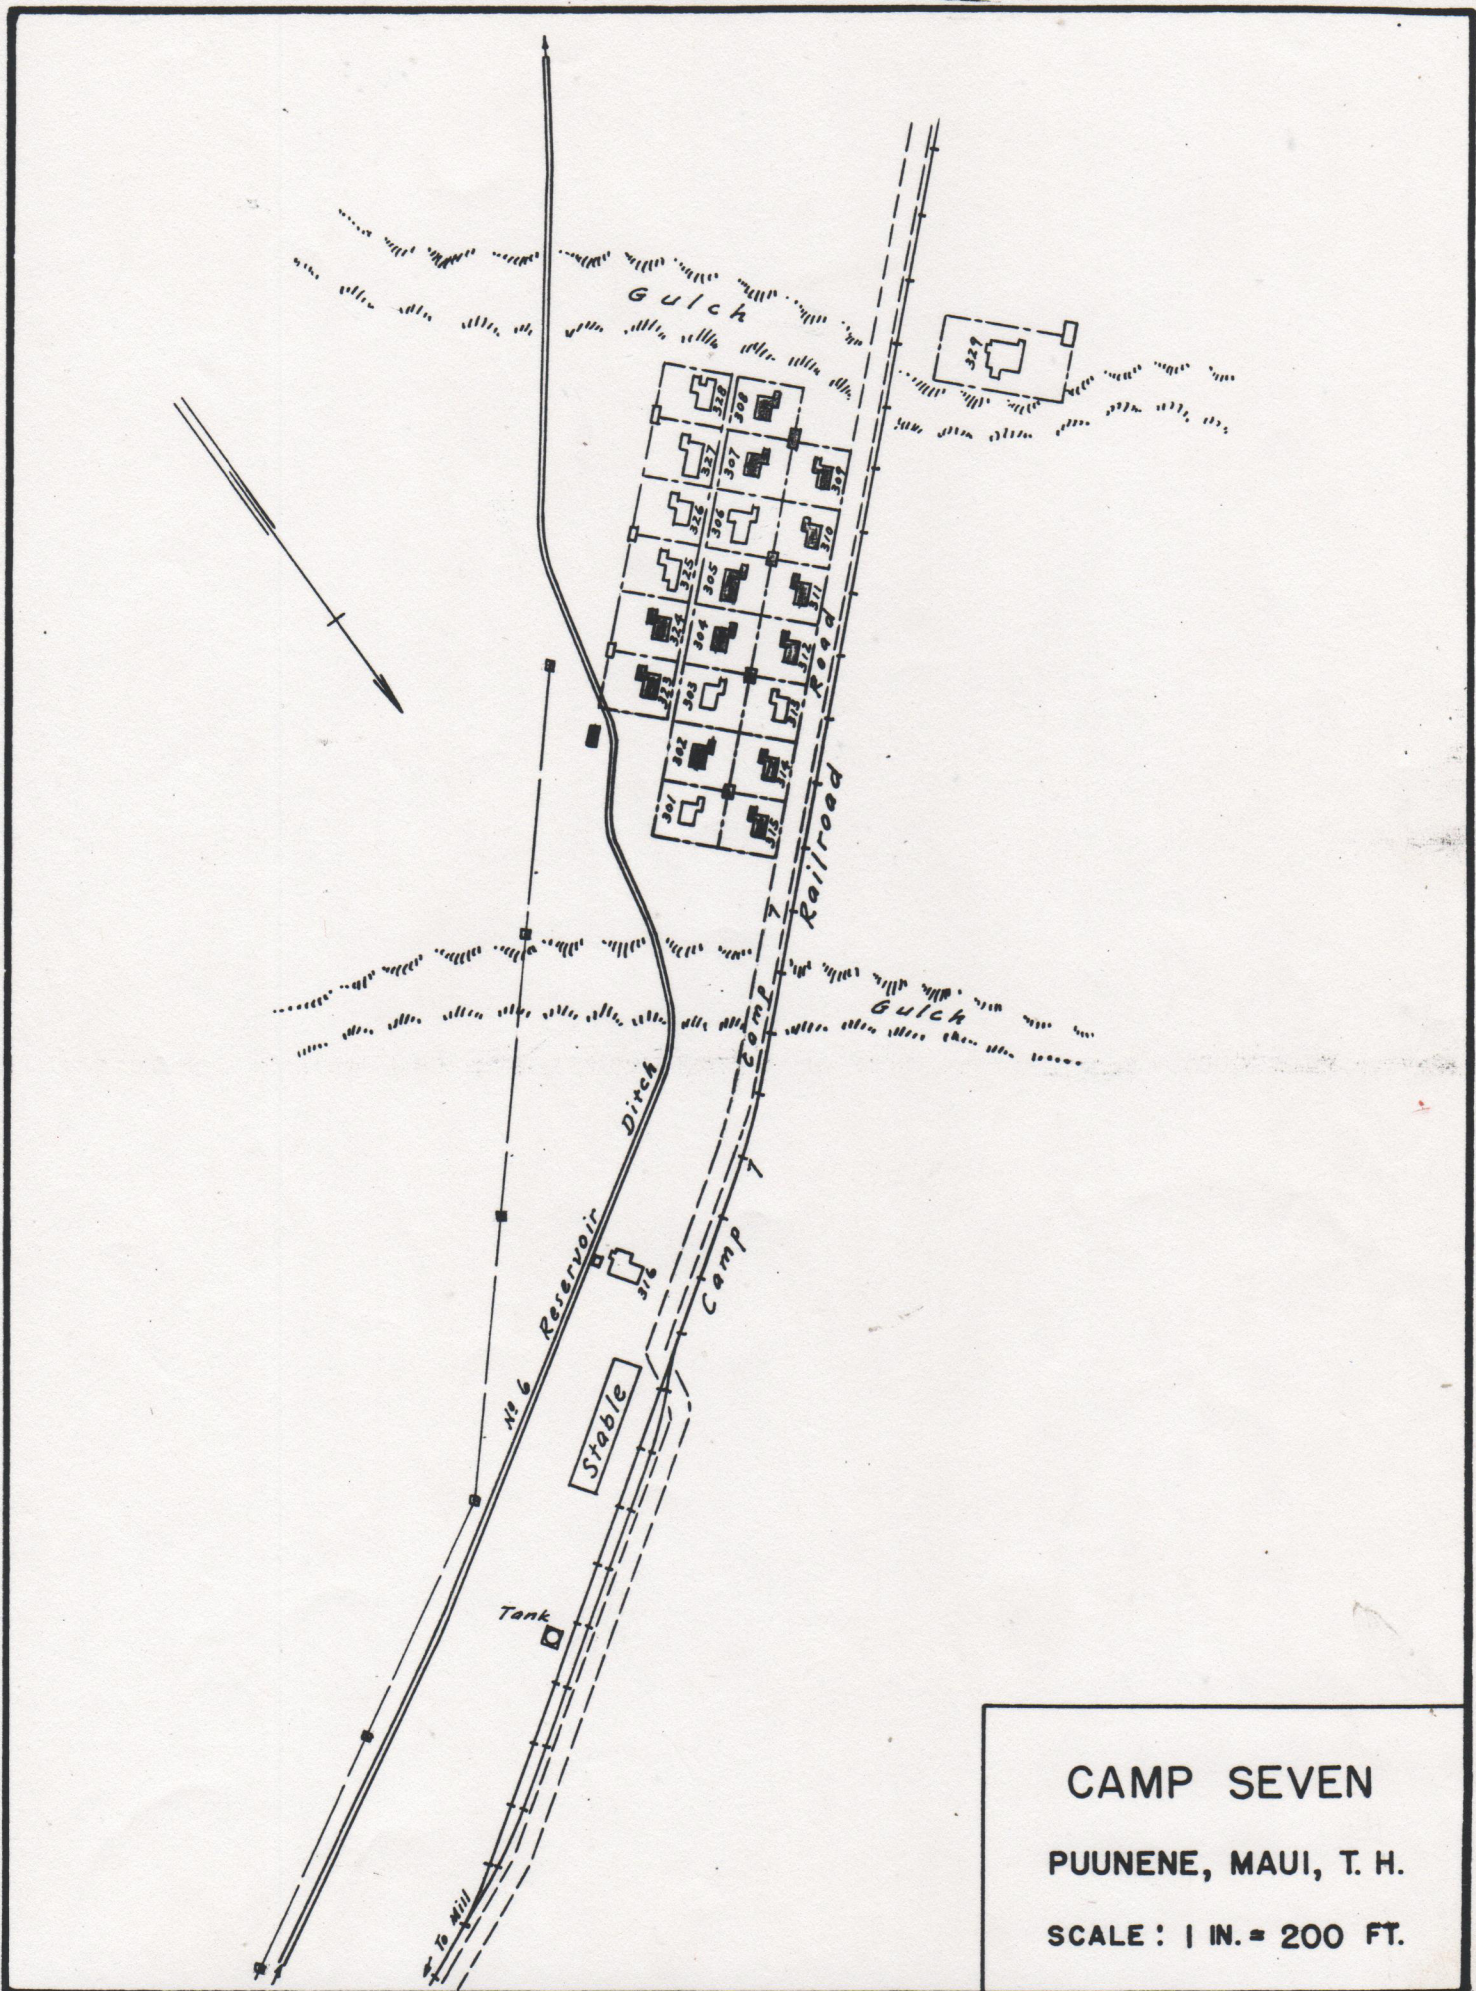 Gulch
329
328
308
327
307
309
326
306
310
325
305
311
324
304
312
323
303
313
302
314
301
315
Camp 7 Road
Camp 7 Railroad
Gulch
No 6 Reservoir Ditch
316
Stable
Tank
To Mill
CAMP SEVEN
PUUNENE, MAUI, T. H.
SCALE: 1 IN. = 200 FT.